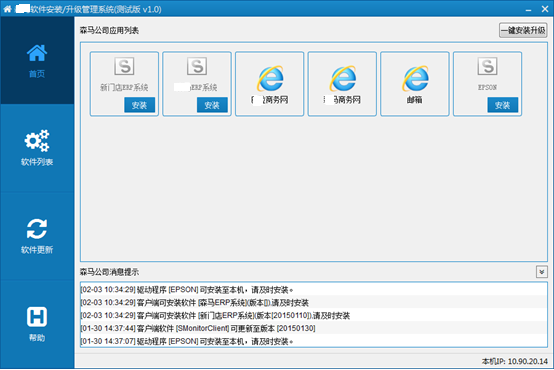 软件安装/升级管理系统(测试版 v1.0)
森马公司应用列表
一键安装升级
首页
软件列表
软件更新
帮助
新门店ERP系统
安装
ERP系统
安装
商务网
商务网
邮箱
EPSON
安装
森马公司消息提示
[02-03 10:34:29] 驱动程序 [EPSON] 可安装至本机，请及时安装。
[02-03 10:34:29] 客户端可安装软件 [森马ERP系统](版本[]).请及时安装
[02-03 10:34:29] 客户端可安装软件 [新门店ERP系统](版本[20150110]).请及时安装
[01-30 14:37:44] 客户端软件 [SMonitorClient] 可更新至版本 [20150130]
[01-30 14:37:07] 驱动程序 [EPSON] 可安装至本机，请及时安装。
本机IP: 10.90.20.14